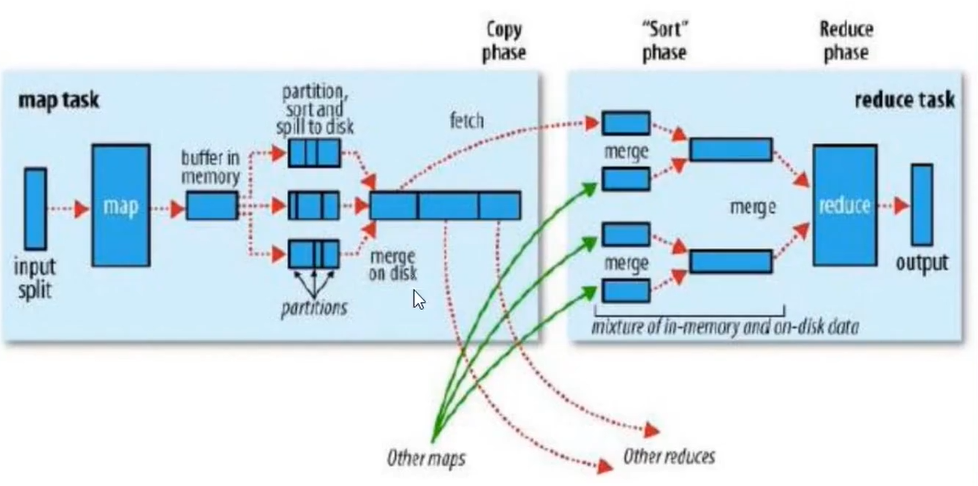 Copy
phase
"Sort"
phase
Reduce
phase
map task
partition,
sort and
spill to disk
fetch
reduce task
buffer in
memory
map
merge
merge
reduce
input
split
merge
on disk
merge
output
partitions
mixture of in-memory and on-disk data
Other maps
Other reduces